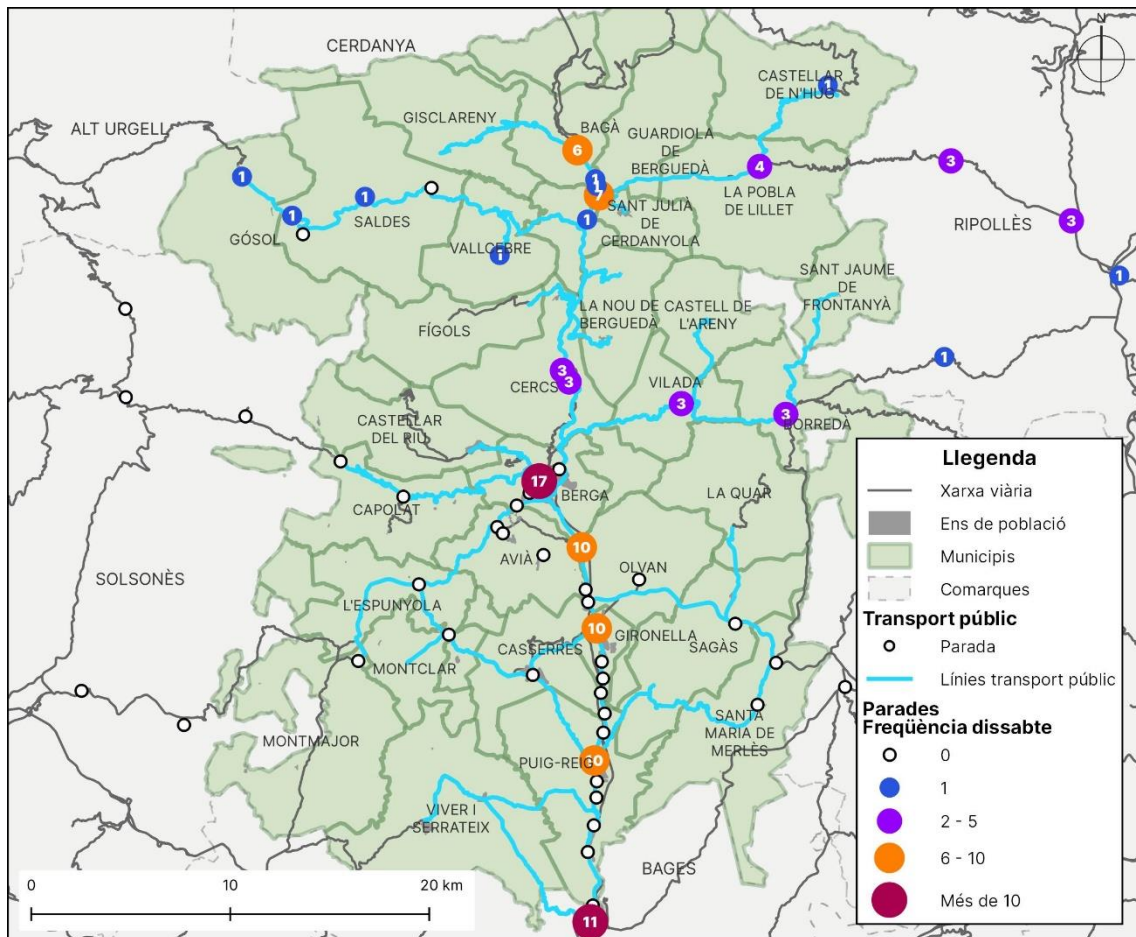 CERDANYA
N
CASTELLAR
DE N'HUG
1
ALT URGELL
GISCLARENY
BAGÀ
6
GUARDIOLA
DE
BERGUEDÀ
4
3
1
1
1
1
7
LA POBLA
DE LILLET
SALDES
1
SANT JULIÀ
DE
CERDANYOLA
1
3
RIPOLLÈS
GÓSOL
VALLCEBRE
1
SANT JAUME
DE
FRONTANYÀ
1
LA NOU DE
BERGUEDÀ
CASTELL DE
L'ARENY
FÍGOLS
1
3
3
CERCS
VILADA
3
3
BORREDÀ
CASTELLAR
DEL RIU
17
BERGA
LA QUAR
CAPOLAT
10
AVIÀ
OLVAN
SOLSONÈS
L'ESPUNYOLA
10
GIRONELLA
CASSERRES
SAGÀS
MONTCLAR
SANTA
MARIA DE
MERLÈS
MONTMAJOR
PUIG-REIG
10
VIVER I
SERRATEIX
BAGES
11
0
10
20 km
Llegenda
Xarxa viària
Ens de població
Municipis
Comarques
Transport públic
Parada
Línies transport públic
Parades
Freqüència dissabte
0
1
2 - 5
6 - 10
Més de 10